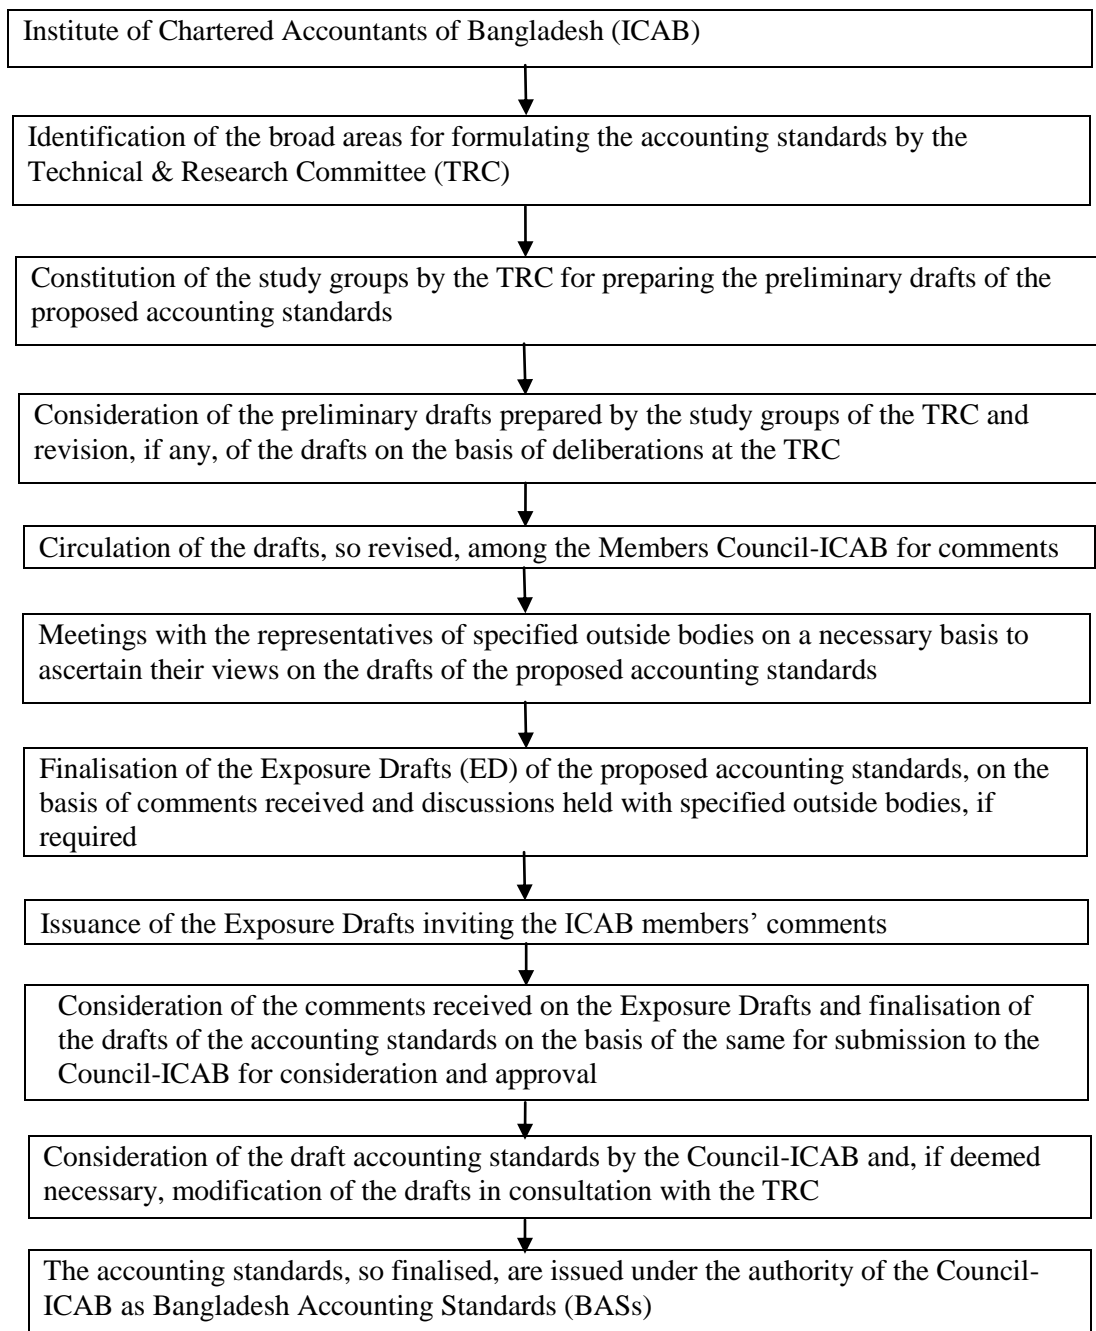 Institute of Chartered Accountants of Bangladesh (ICAB)
Identification of the broad areas for formulating the accounting standards by the
Technical & Research Committee (TRC)
Constitution of the study groups by the TRC for preparing the preliminary drafts of the
proposed accounting standards
Consideration of the preliminary drafts prepared by the study groups of the TRC and
revision, if any, of the drafts on the basis of deliberations at the TRC
Circulation of the drafts, so revised, among the Members Council-ICAB for comments
Meetings with the representatives of specified outside bodies on a necessary basis to
ascertain their views on the drafts of the proposed accounting standards
Finalisation of the Exposure Drafts (ED) of the proposed accounting standards, on the
basis of comments received and discussions held with specified outside bodies, if
required
Issuance of the Exposure Drafts inviting the ICAB members’ comments
Consideration of the comments received on the Exposure Drafts and finalisation of
the drafts of the accounting standards on the basis of the same for submission to the
Council-ICAB for consideration and approval
Consideration of the draft accounting standards by the Council-ICAB and, if deemed
necessary, modification of the drafts in consultation with the TRC
The accounting standards, so finalised, are issued under the authority of the Council-
ICAB as Bangladesh Accounting Standards (BASs)